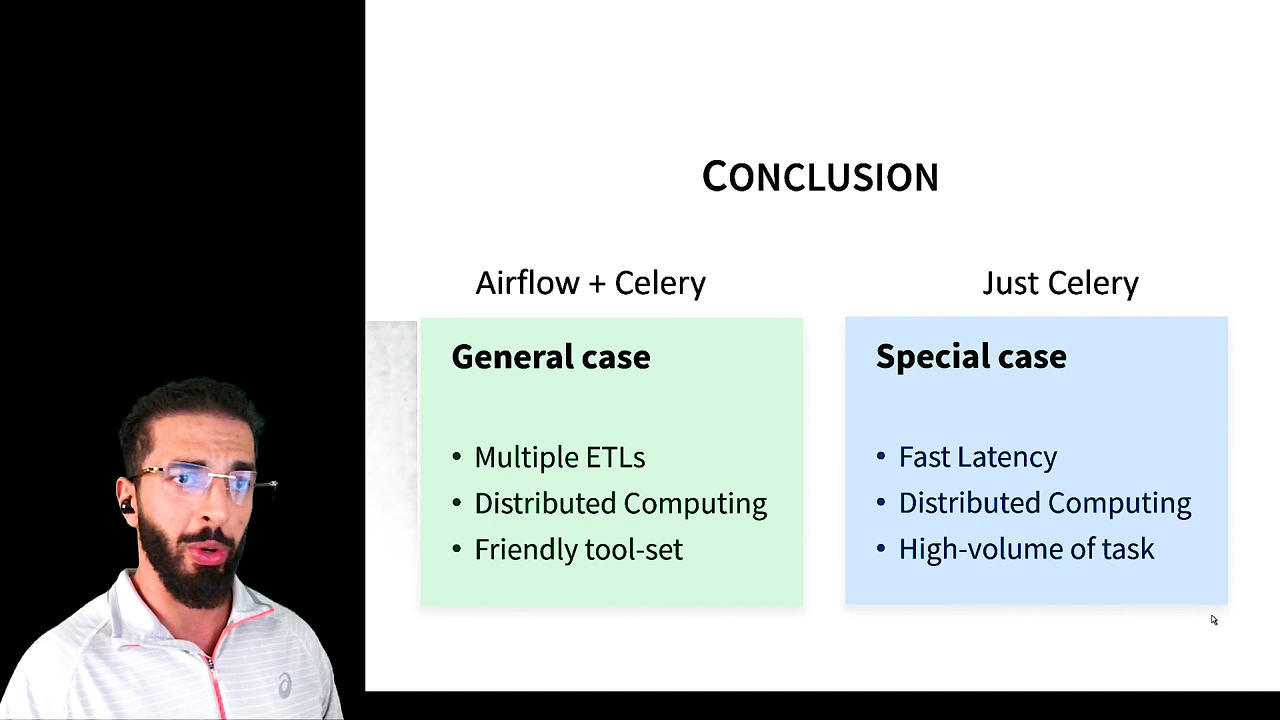 CONCLUSION
Airflow + Celery
General case
• Multiple ETLs
• Distributed Computing
• Friendly tool-set
Just Celery
Special case
• Fast Latency
• Distributed Computing
• High-volume of task